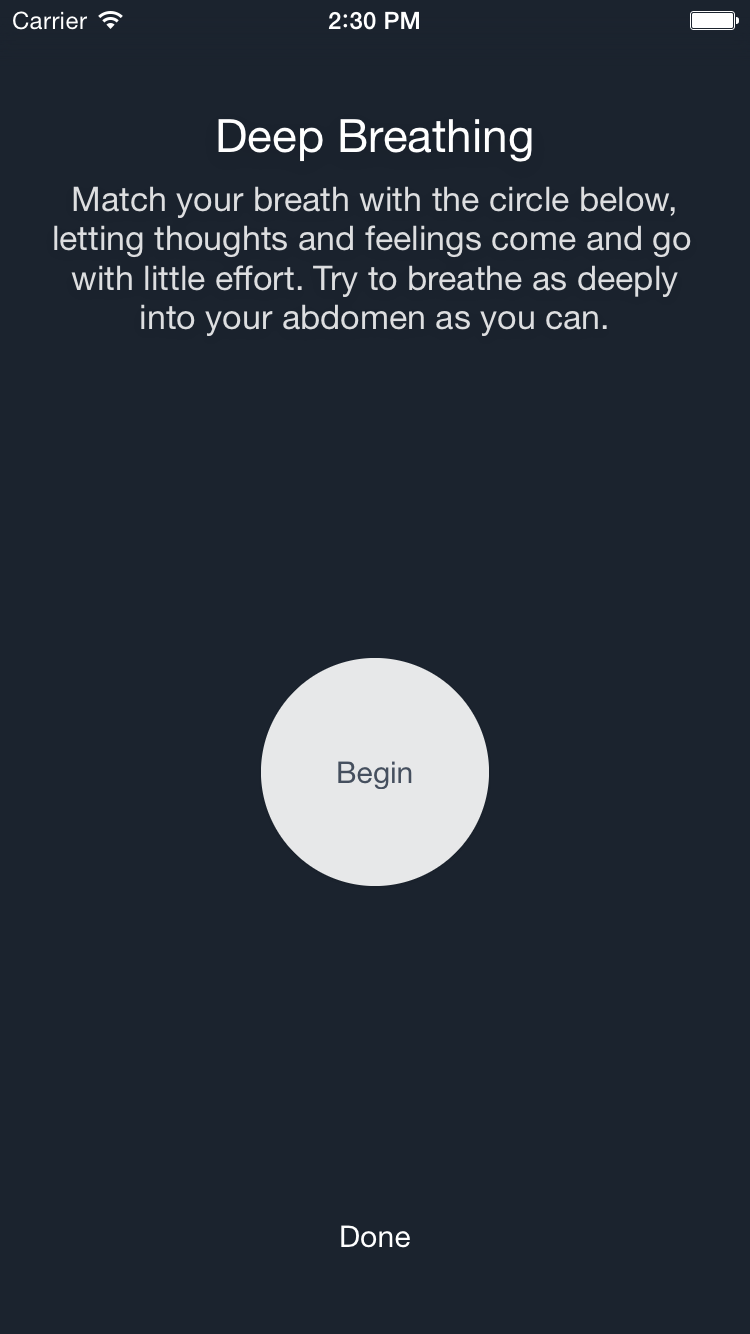 Carrier 2:30 PM
Deep Breathing
Match your breath with the circle below,
letting thoughts and feelings come and go
with little effort. Try to breathe as deeply
into your abdomen as you can.
Begin
Done